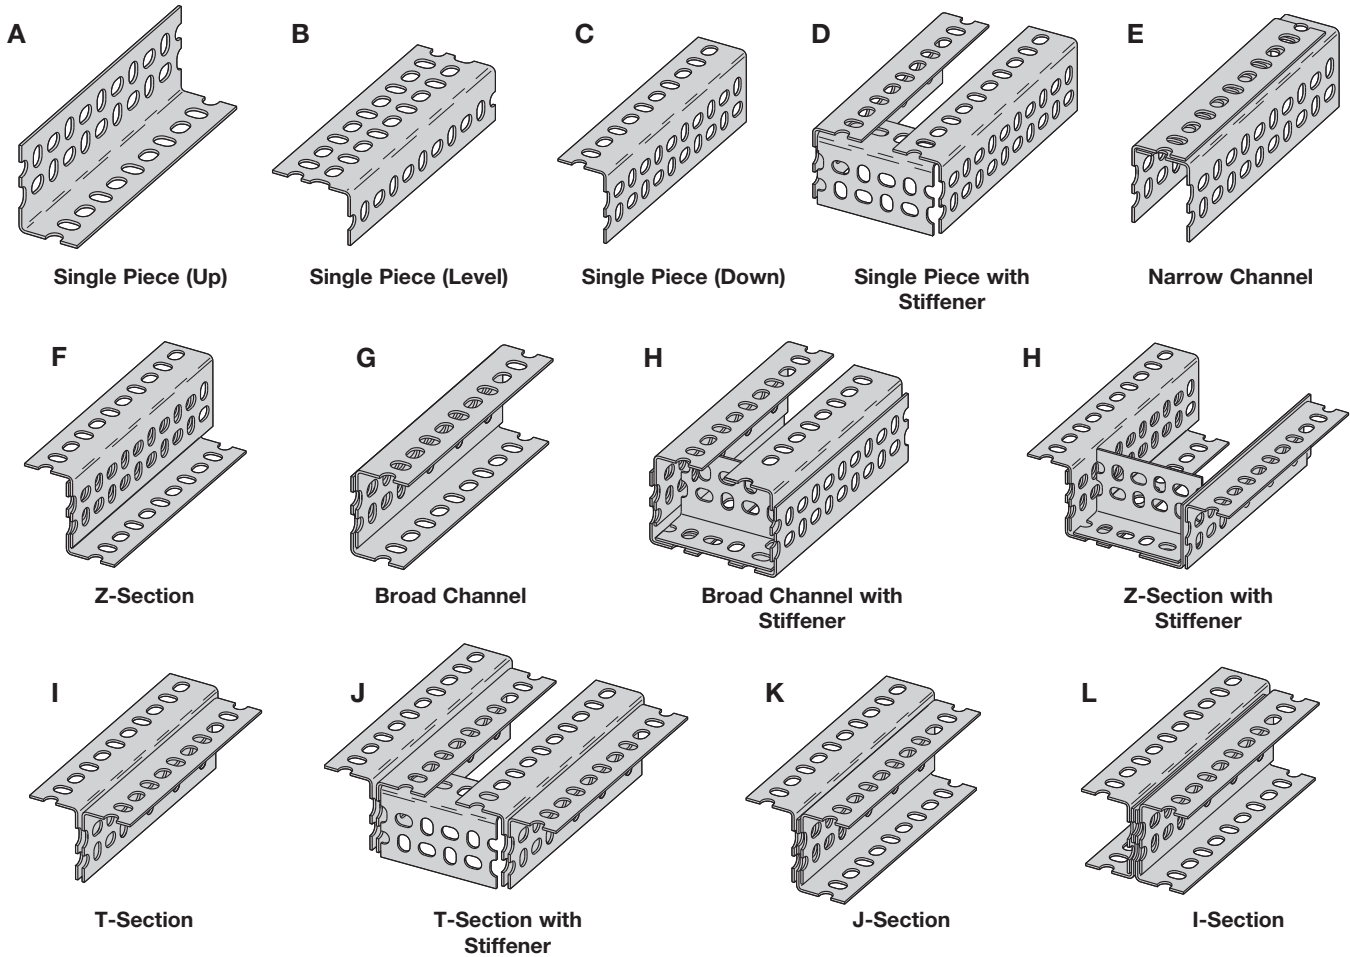 A
B
C
D
E
Single Piece (Up)
Single Piece (Level)
Single Piece (Down)
Single Piece with
Stiffener
Narrow Channel
F
G
H
H
Z-Section
Broad Channel
Broad Channel with
Stiffener
Z-Section with
Stiffener
I
J
K
L
T-Section
T-Section with
Stiffener
J-Section
I-Section